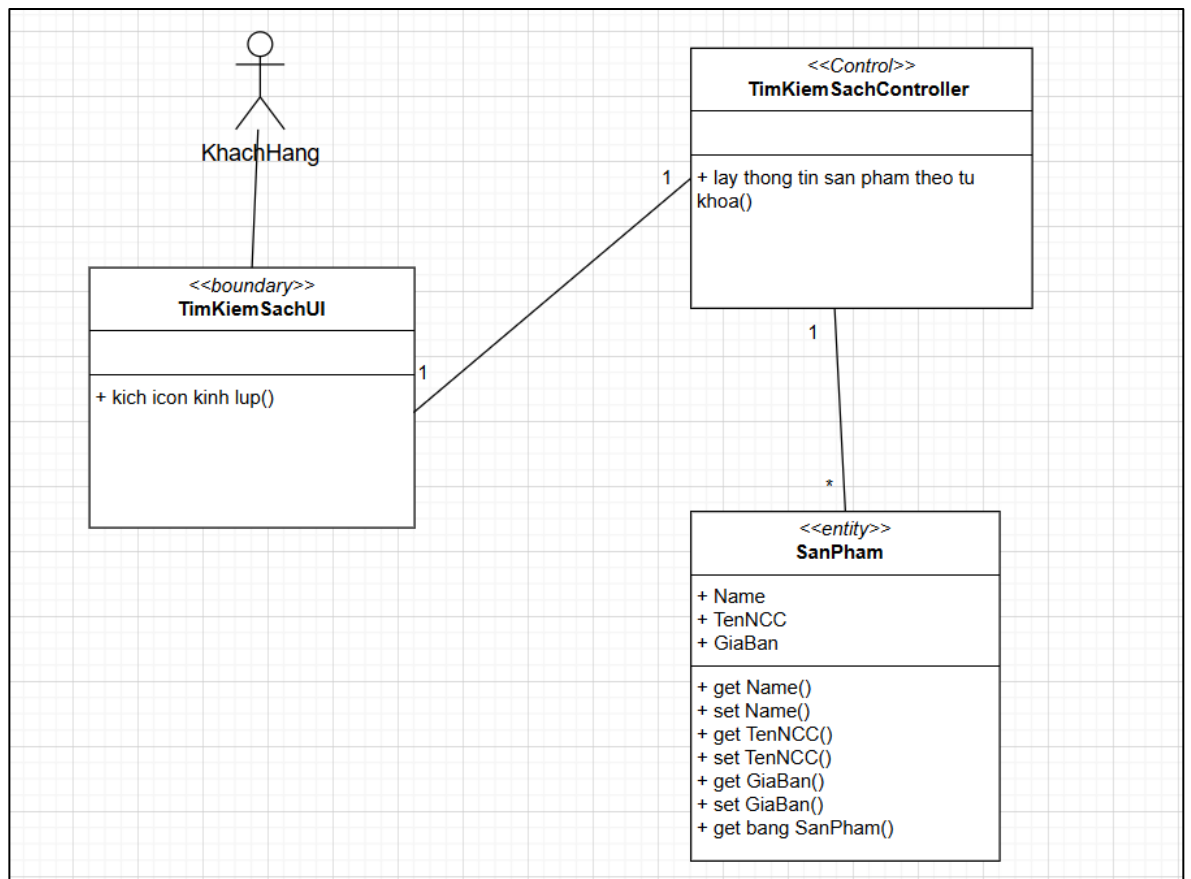 KhachHang
<<boundary>>
TimKiemSachUI
+ kich icon kinh lup()
1
1
<<Control>>
TimKiemSachController
+ lay thong tin san pham theo tu
khoa()
1
*
<<entity>>
SanPham
+ Name
+ TenNCC
+ GiaBan
+ get Name()
+ set Name()
+ get TenNCC()
+ set TenNCC()
+ get GiaBan()
+ set GiaBan()
+ get bang SanPham()